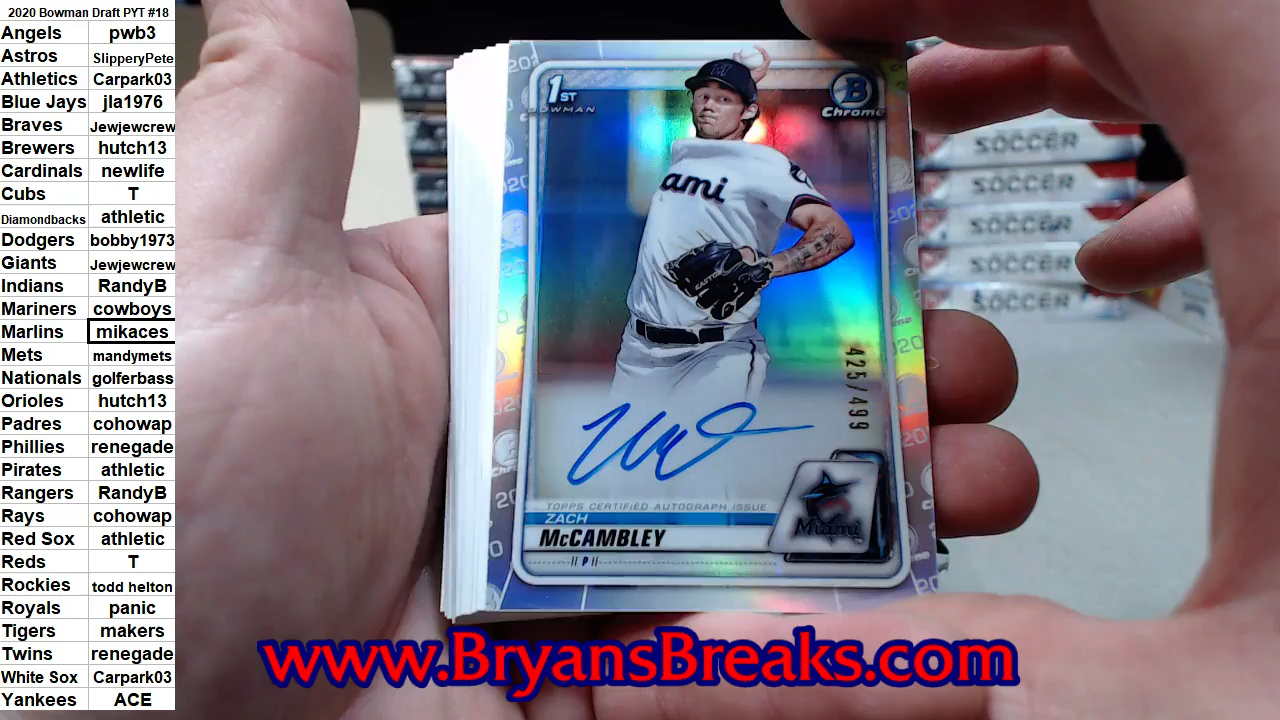 2020 Bowman Draft PYT #18
Angels pwb3
Astros SlipperyPete
Athletics Carpark03
Blue Jays jla1976
Braves Jewjewcrew
Brewers hutch13
Cardinals newlife
Cubs T
Diamondbacks athletic
Dodgers bobby1973
Giants Jewjewcrew
Indians RandyB
Mariners cowboys
Marlins mikaces
Mets mandymets
Nationals golferbass
Orioles hutch13
Padres cohowap
Phillies renegade
Pirates athletic
Rangers RandyB
Rays cohowap
Red Sox athletic
Reds T
Rockies todd helton
Royals panic
Tigers makers
Twins renegade
White Sox Carpark03
Yankees ACE
1ST
BOWMAN
B
Chrome
ami
425/499
TOPPS CERTIFIED AUTOGRAPH ISSUE
ZACH
McCAMBLEY
P
Miami
SOCCER
SOCCER
SOCCER
SOCCER
SOCCER
www.BryansBreaks.com